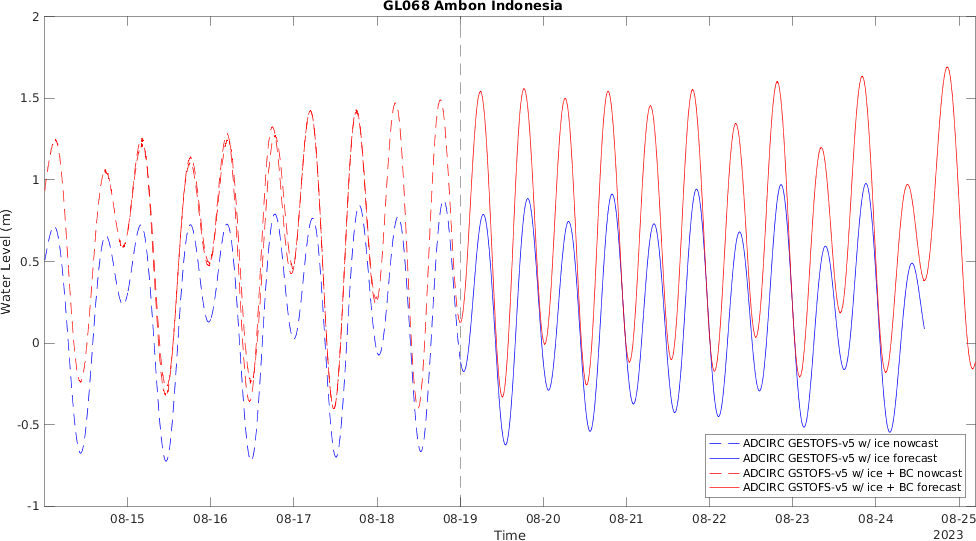 GL068 Ambon Indonesia
2
1.5
1
0.5
0
-0.5
-1
Water Level (m)
ADCIRC GESTOFS-v5 w/ ice nowcast
ADCIRC GESTOFS-v5 w/ ice forecast
ADCIRC GSTOFS-v5 w/ ice + BC nowcast
ADCIRC GSTOFS-v5 w/ ice + BC forecast
08-15 08-16 08-17 08-18 08-19 08-20 08-21 08-22 08-23 08-24 08-25
Time
2023